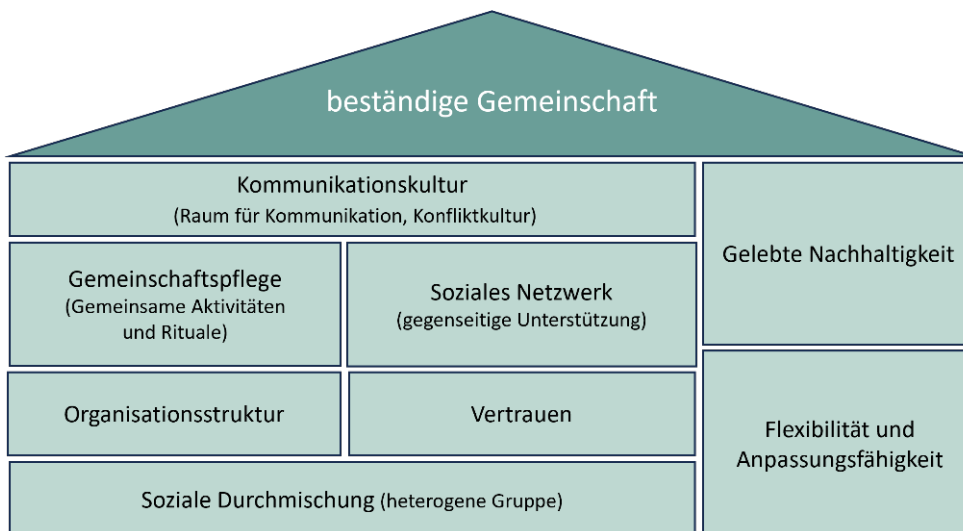 beständige Gemeinschaft
Kommunikationskultur
(Raum für Kommunikation, Konfliktkultur)
Gemeinschaftspflege
(Gemeinsame Aktivitäten
und Rituale)
Soziales Netzwerk
(gegenseitige Unterstützung)
Gelebte Nachhaltigkeit
Organisationsstruktur
Vertrauen
Flexibilität und
Anpassungsfähigkeit
Soziale Durchmischung (heterogene Gruppe)